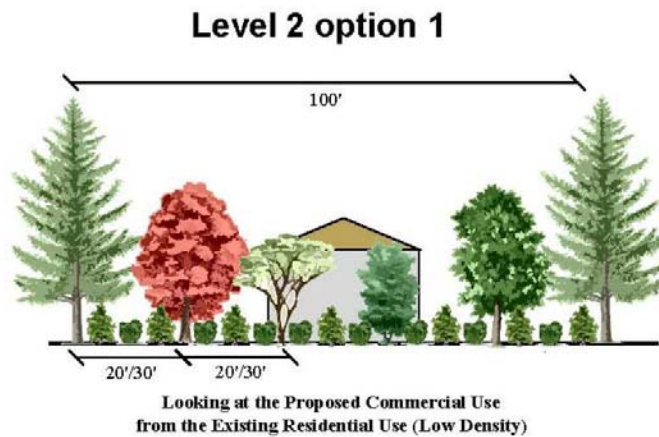 Level 2 option 1
100'
20'/30' 20'/30'
Looking at the Proposed Commercial Use
from the Existing Residential Use (Low Density)